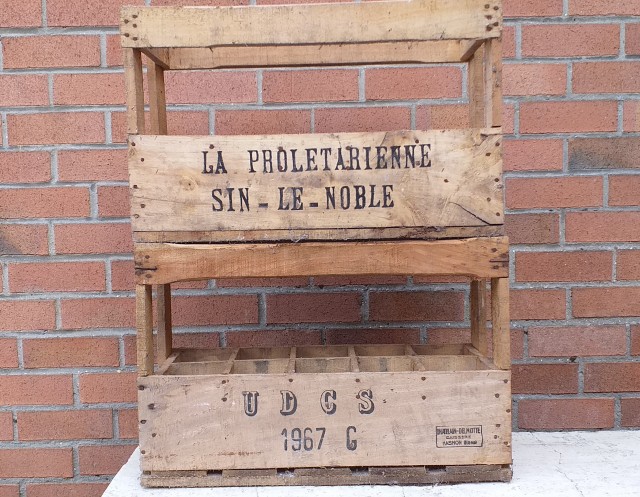 LA PROLETARIENNE
SIN-LE-NOBLE
UDCS
1967 G